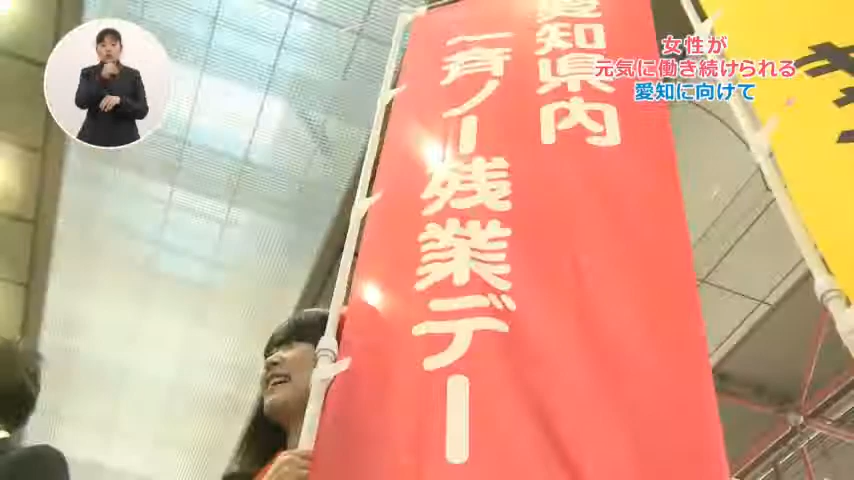 女性が
元気に働き続けられる
愛知に向けて
愛知県内
一斉ノー残業デー